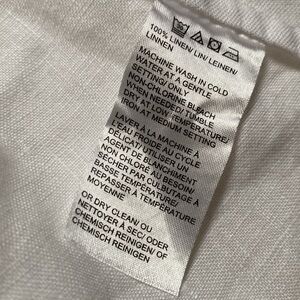 100% LINEN/ LIN/ LEINEN/
LINNEN
MACHINE WASH IN COLD
WATER AT A GENTLE
SETTING/ ONLY
NON-CHLORINE BLEACH
WHEN NEEDED/ TUMBLE
DRY AT LOW TEMPERATURE/
IRON AT MEDIUM SETTING
LAVER À LA MACHINE À
L'EAU FROIDE AU CYCLE
DÉLICAT/ UTILISER UN
AGENT DE BLANCHIMENT
NON CHLORÉ AU BESOIN/
SÉCHER PAR CULBUTAGE À
BASSE TEMPÉRATURE/
REPASSER À TEMPÉRATURE
MOYENNE
OR DRY CLEAN/ OU
NETTOYER À SEC/ ODER
CHEMISCH REINIGEN/ OF
CHEMISCH REINIGEN